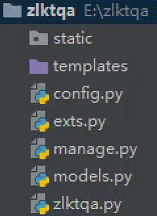 zlktqa E:\zlktqa
static
templates
config.py
exts.py
manage.py
models.py
zlktqa.py